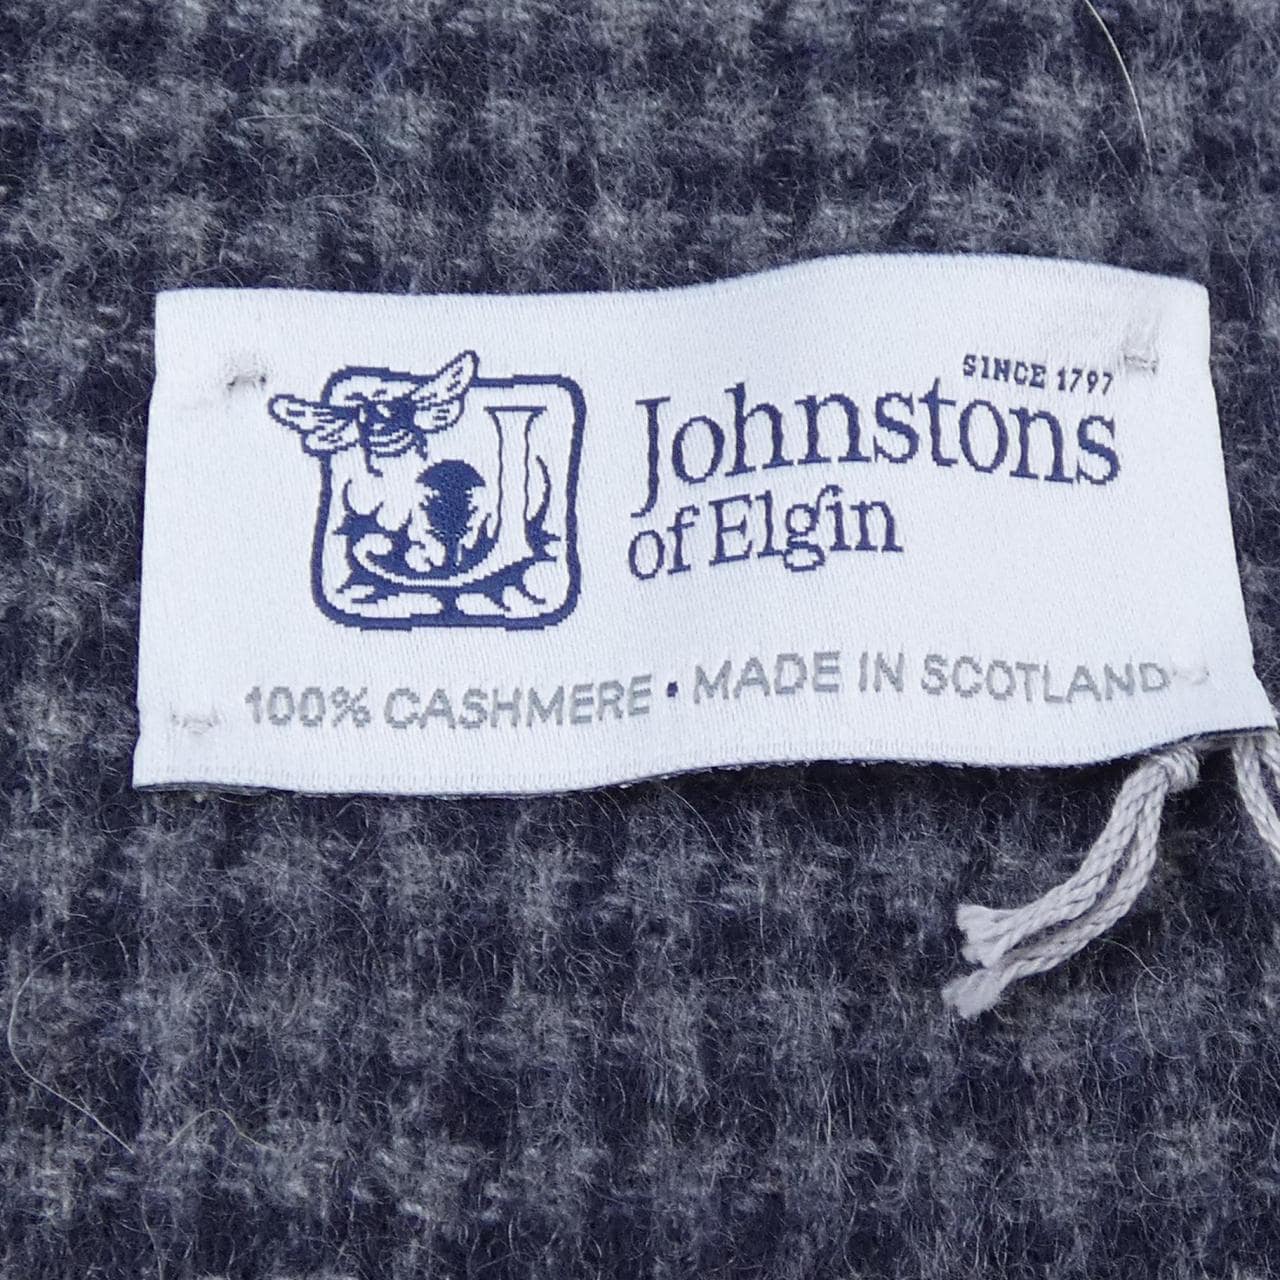 SINCE 1797
Johnstons
of Elgin
100% CASHMERE • MADE IN SCOTLAND